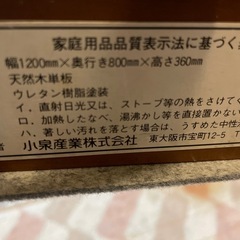 家庭用品品質表示法に基づく
幅1200mm×奥行き800mm×高さ360mm
天然木単板
ウレタン樹脂塗装
イ、直射日光又は、ストーブ等の熱をさけてく
ロ、加熱したなべ、湯沸かし等を直接置かない
ハ、汚れを落とす場合は、うすめた中性
者 小泉産業株式会社
東大阪市宝町12-5 T